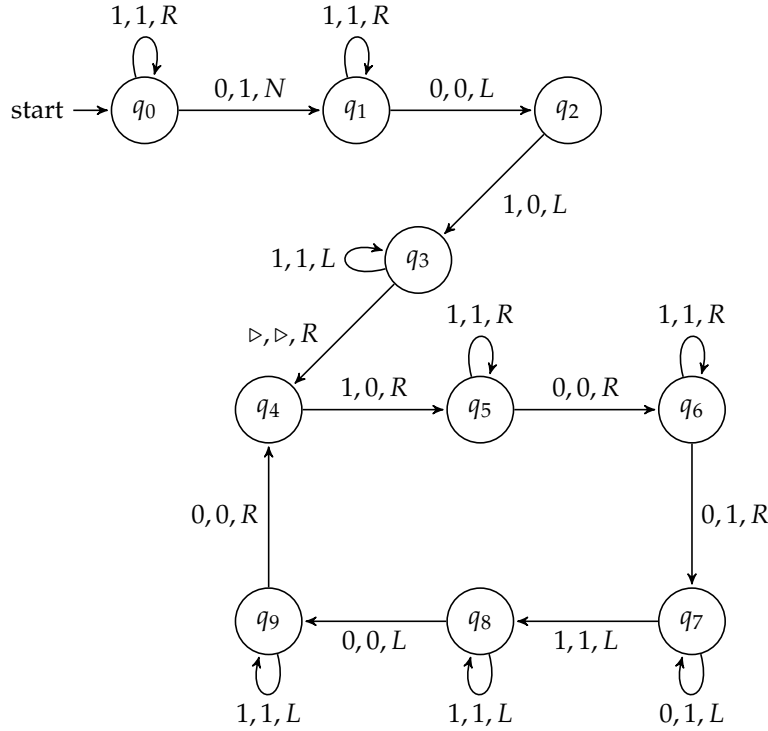 1, 1, R 1, 1, R
start q0 0, 1, N q1 0, 0, L q2
1, 0, L
1, 1, L q3
▷, ▷, R
1, 1, R 1, 1, R
q4 1, 0, R q5 0, 0, R q6
0, 0, R 0, 1, R
q9 0, 0, L q8 1, 1, L q7
1, 1, L 1, 1, L 0, 1, L